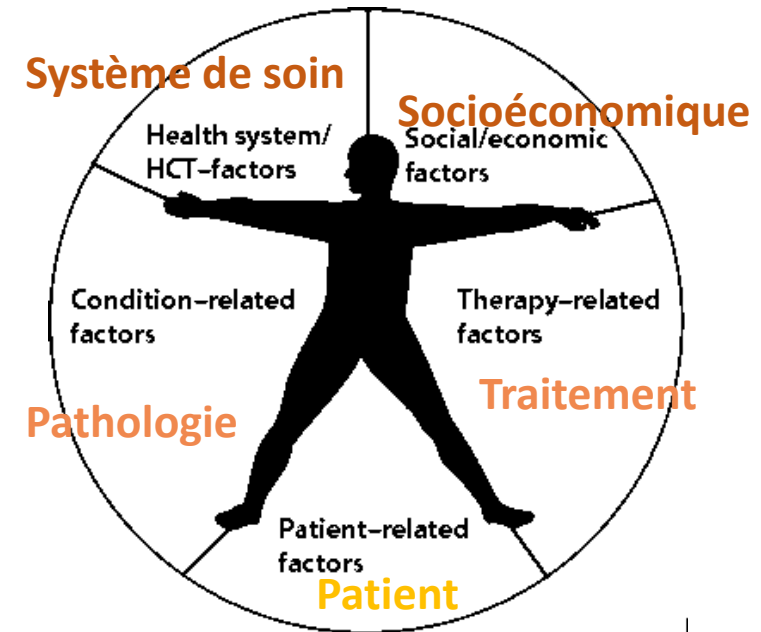 Système de soin
Socioéconomique
Health system/
HCT–factors
Social/economic
factors
Condition–related
factors
Therapy–related
factors
Traitement
Pathologie
Patient–related
factors
Patient